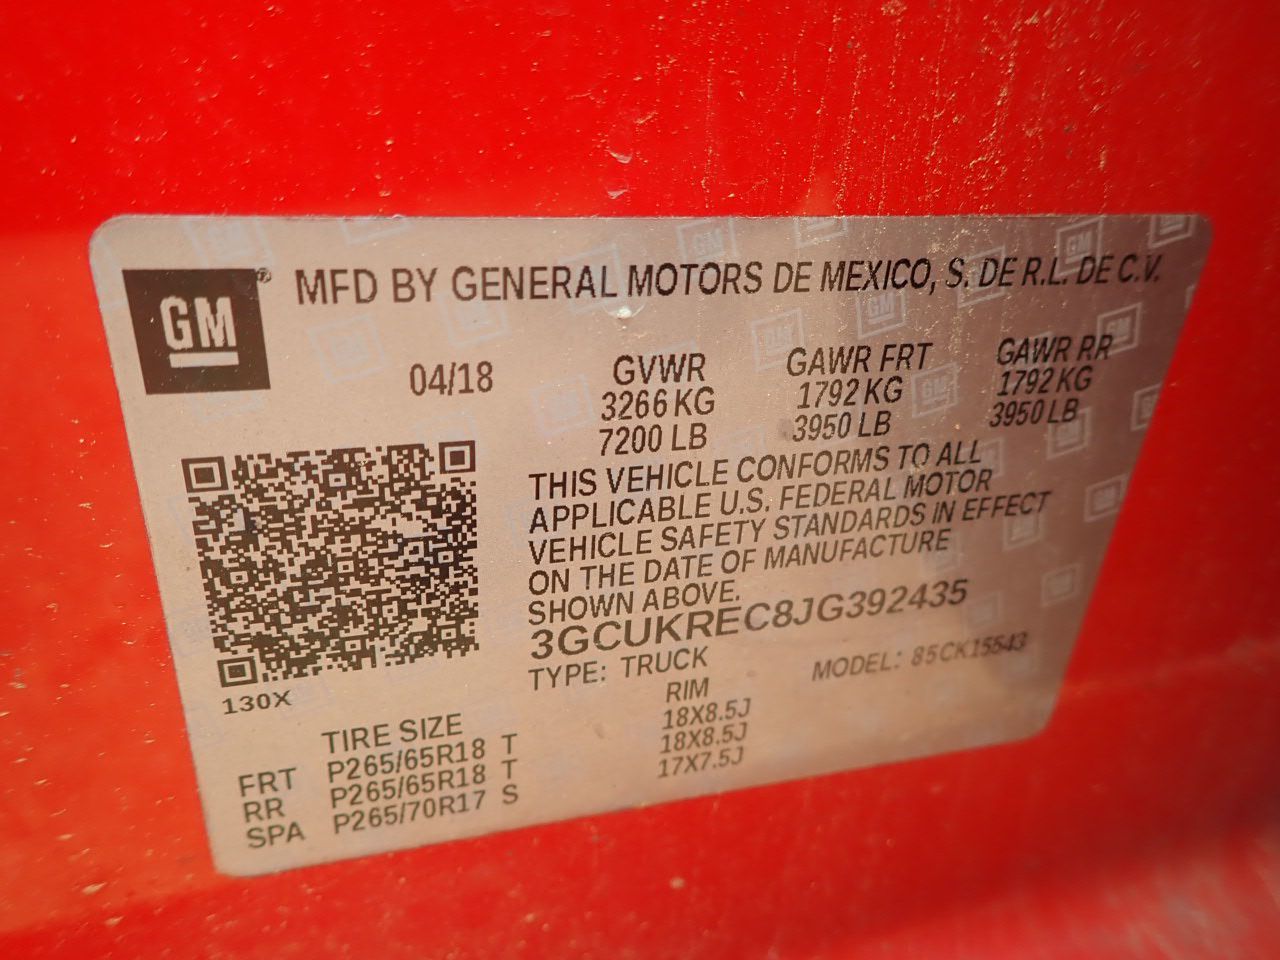 GM
MFD BY GENERAL MOTORS DE MEXICO, S. DE R.L. DE C.V.
04/18 GVWR GAWR FRT GAWR RR
3266 KG 1792 KG 1792 KG
7200 LB 3950 LB 3950 LB
THIS VEHICLE CONFORMS TO ALL
APPLICABLE U.S. FEDERAL MOTOR
VEHICLE SAFETY STANDARDS IN EFFECT
ON THE DATE OF MANUFACTURE
SHOWN ABOVE.
3GCUKREC8JG392435
TYPE: TRUCK MODEL: 85CK15543
130X
TIRE SIZE RIM
FRT P265/65R18 T 18X8.5J
RR P265/65R18 T 18X8.5J
SPA P265/70R17 S 17X7.5J